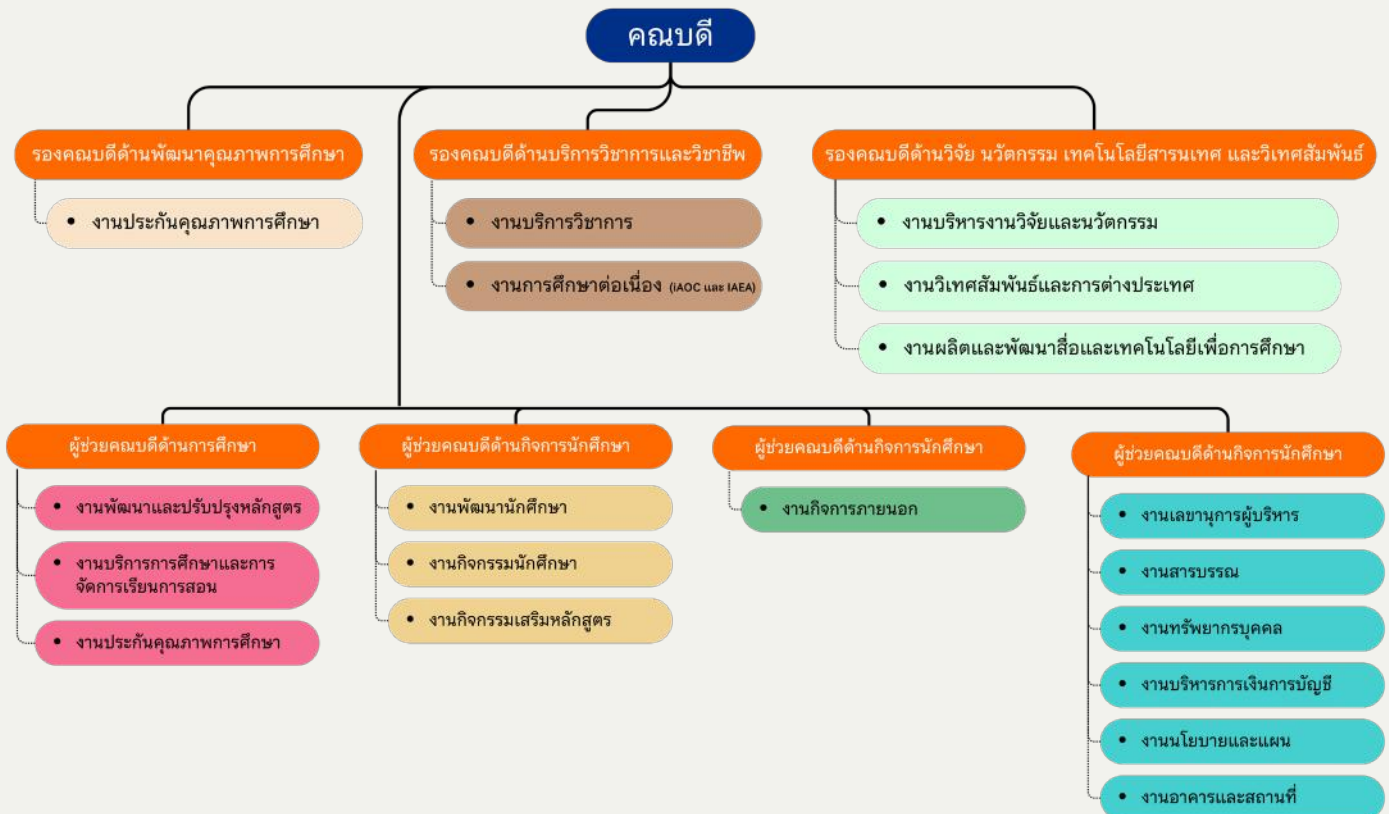 คณบดี
รองคณบดีด้านพัฒนาคุณภาพการศึกษา
• งานประกันคุณภาพการศึกษา
รองคณบดีด้านบริการวิชาการและวิชาชีพ
• งานบริการวิชาการ
• งานการศึกษาต่อเนื่อง (iAOC และ IAEA)
รองคณบดีด้านวิจัย นวัตกรรม เทคโนโลยีสารนเทศ และวิเทศสัมพันธ์
• งานบริหารงานวิจัยและนวัตกรรม
• งานวิเทศสัมพันธ์และการต่างประเทศ
• งานผลิตและพัฒนาสื่อและเทคโนโลยีเพื่อการศึกษา
ผู้ช่วยคณบดีด้านการศึกษา
• งานพัฒนาและปรับปรุงหลักสูตร
• งานบริการการศึกษาและการ
จัดการเรียนการสอน
• งานประกันคุณภาพการศึกษา
ผู้ช่วยคณบดีด้านกิจการนักศึกษา
• งานพัฒนานักศึกษา
• งานกิจกรรมนักศึกษา
• งานกิจกรรมเสริมหลักสูตร
ผู้ช่วยคณบดีด้านกิจการนักศึกษา
• งานกิจการภายนอก
ผู้ช่วยคณบดีด้านกิจการนักศึกษา
• งานเลขานุการผู้บริหาร
• งานสารบรรณ
• งานทรัพยากรบุคคล
• งานบริหารการเงินการบัญชี
• งานนโยบายและแผน
• งานอาคารและสถานที่